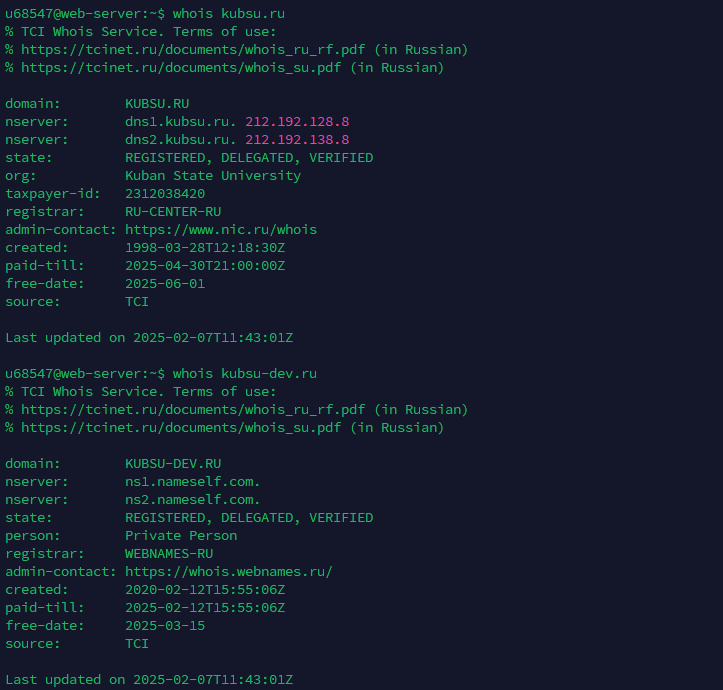 u68547@web-server:~$ whois kubsu.ru
% TCI Whois Service. Terms of use:
% https://tcinet.ru/documents/whois_ru_rf.pdf (in Russian)
% https://tcinet.ru/documents/whois_su.pdf (in Russian)

domain:        KUBSU.RU
nserver:       dns1.kubsu.ru. 212.192.128.8
nserver:       dns2.kubsu.ru. 212.192.138.8
state:         REGISTERED, DELEGATED, VERIFIED
org:           Kuban State University
taxpayer-id:   2312038420
registrar:     RU-CENTER-RU
admin-contact: https://www.nic.ru/whois
created:       1998-03-28T12:18:30Z
paid-till:     2025-04-30T21:00:00Z
free-date:     2025-06-01
source:        TCI

Last updated on 2025-02-07T11:43:01Z

u68547@web-server:~$ whois kubsu-dev.ru
% TCI Whois Service. Terms of use:
% https://tcinet.ru/documents/whois_ru_rf.pdf (in Russian)
% https://tcinet.ru/documents/whois_su.pdf (in Russian)

domain:        KUBSU-DEV.RU
nserver:       ns1.nameself.com.
nserver:       ns2.nameself.com.
state:         REGISTERED, DELEGATED, VERIFIED
person:        Private Person
registrar:     WEBNAMES-RU
admin-contact: https://whois.webnames.ru/
created:       2020-02-12T15:55:06Z
paid-till:     2025-02-12T15:55:06Z
free-date:     2025-03-15
source:        TCI

Last updated on 2025-02-07T11:43:01Z